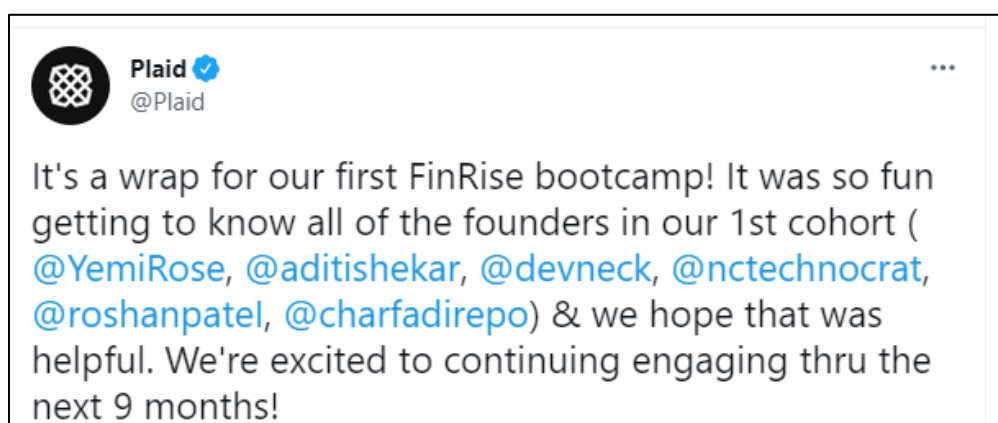 Plaid
@Plaid
It's a wrap for our first FinRise bootcamp! It was so fun
getting to know all of the founders in our 1st cohort (
@YemiRose, @aditishekar, @devneck, @nctechnocrat,
@roshanpatel, @charfadirepo) & we hope that was
helpful. We're excited to continuing engaging thru the
next 9 months!